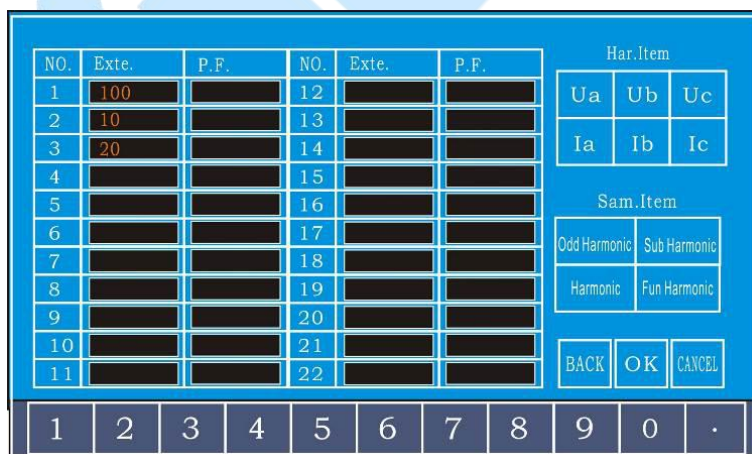 NO. Exte. P.F. NO. Exte. P.F.
1 100 12
2 10 13
3 20 14
4 15
5 16
6 17
7 18
8 19
9 20
10 21
11 22
Har.Item
Ua Ub Uc
Ia Ib Ic
Sam.Item
Odd Harmonic Sub Harmonic
Harmonic Fun Harmonic
BACK OK CANCEL
1 2 3 4 5 6 7 8 9 0 .